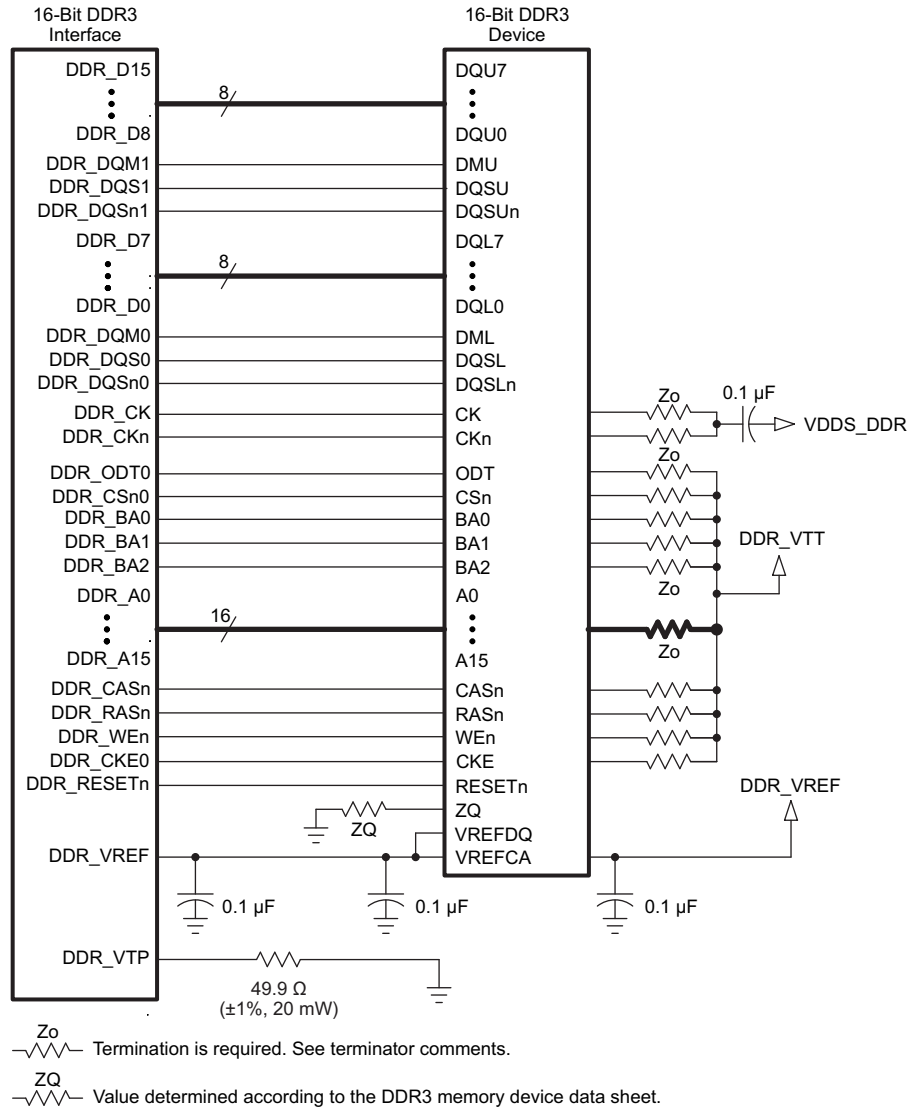 16-Bit DDR3
Interface
16-Bit DDR3
Device
DDR_D15
8
DQU7
DDR_D8
DQU0
DDR_DQM1
DMU
DDR_DQS1
DQSU
DDR_DQSn1
DQSUn
DDR_D7
8
DQL7
DDR_D0
DQL0
DDR_DQM0
DML
DDR_DQS0
DQSL
DDR_DQSn0
DQSLn
Zo
0.1 µF
DDR_CK
CK
VDDS_DDR
DDR_CKn
CKn
Zo
DDR_ODT0
ODT
DDR_CSn0
CSn
DDR_BA0
BA0
DDR_BA1
BA1
DDR_VTT
DDR_BA2
BA2
Zo
DDR_A0
16
A0
Zo
DDR_A15
A15
DDR_CASn
CASn
DDR_RASn
RASn
DDR_WEn
WEn
DDR_CKE0
CKE
DDR_RESETn
RESETn
DDR_VREF
ZQ
ZQ
VREFDQ
DDR_VREF
VREFCA
0.1 µF
0.1 µF
0.1 µF
DDR_VTP
49.9 Ω
(±1%, 20 mW)
Zo
Termination is required. See terminator comments.
ZQ
Value determined according to the DDR3 memory device data sheet.